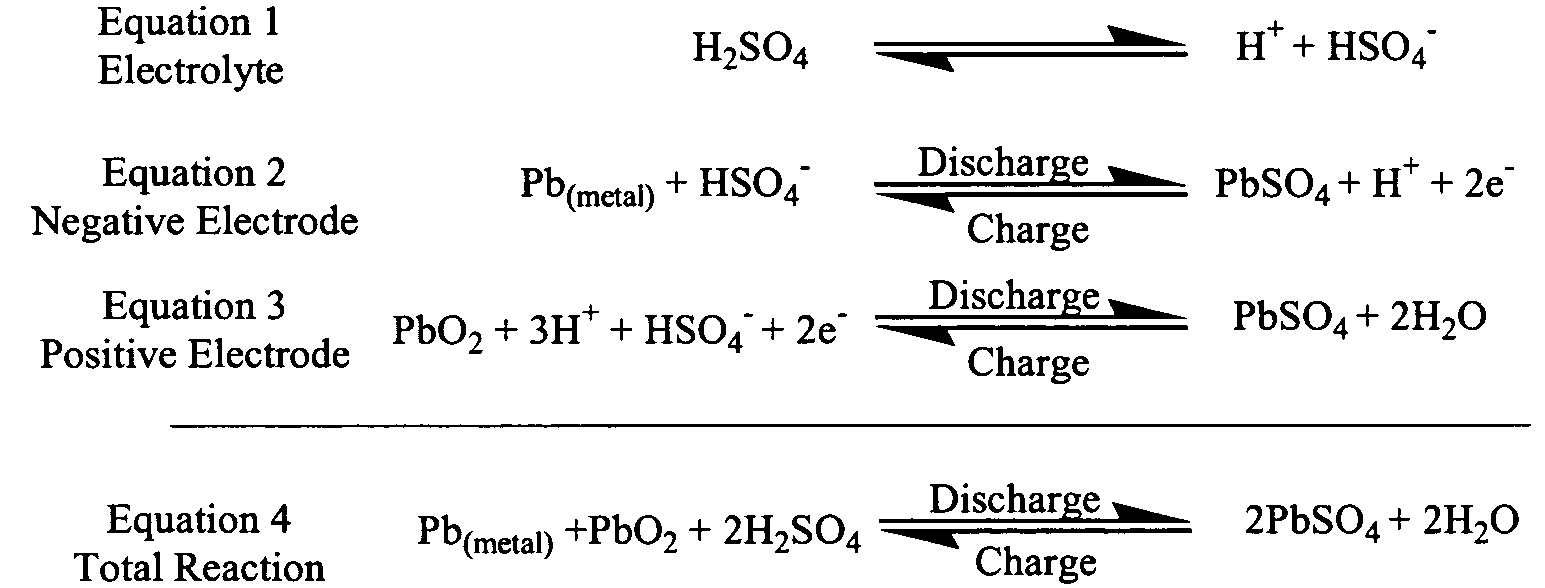 Equation 1
Electrolyte
H₂SO₄ ⇌ H⁺ + HSO₄⁻
Equation 2
Negative Electrode
Pb₍metal₎ + HSO₄⁻ Discharge ⇌ Charge PbSO₄ + H⁺ + 2e⁻
Equation 3
Positive Electrode
PbO₂ + 3H⁺ + HSO₄⁻ + 2e⁻ Discharge ⇌ Charge PbSO₄ + 2H₂O
Equation 4
Total Reaction
Pb₍metal₎ +PbO₂ + 2H₂SO₄ Discharge ⇌ Charge 2PbSO₄ + 2H₂O